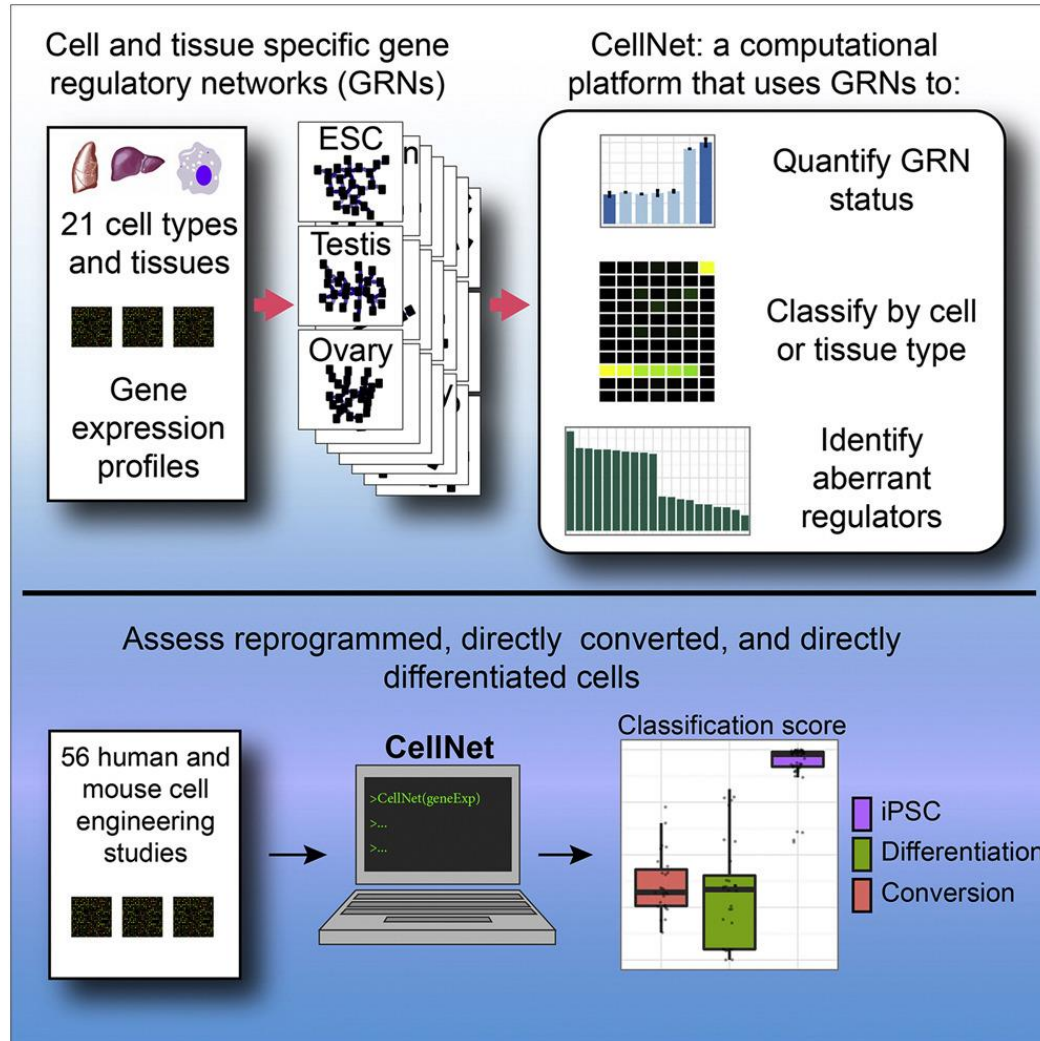 Cell and tissue specific gene
regulatory networks (GRNs)
21 cell types
and tissues
Gene
expression
profiles
ESC
Testis
Ovary
CellNet: a computational
platform that uses GRNs to:
Quantify GRN
status
Classify by cell
or tissue type
Identify
aberrant
regulators
Assess reprogrammed, directly converted, and directly
differentiated cells
56 human and
mouse cell
engineering
studies
CellNet
>CellNet(geneExp)
>...
>...
Classification score
iPSC
Differentiation
Conversion